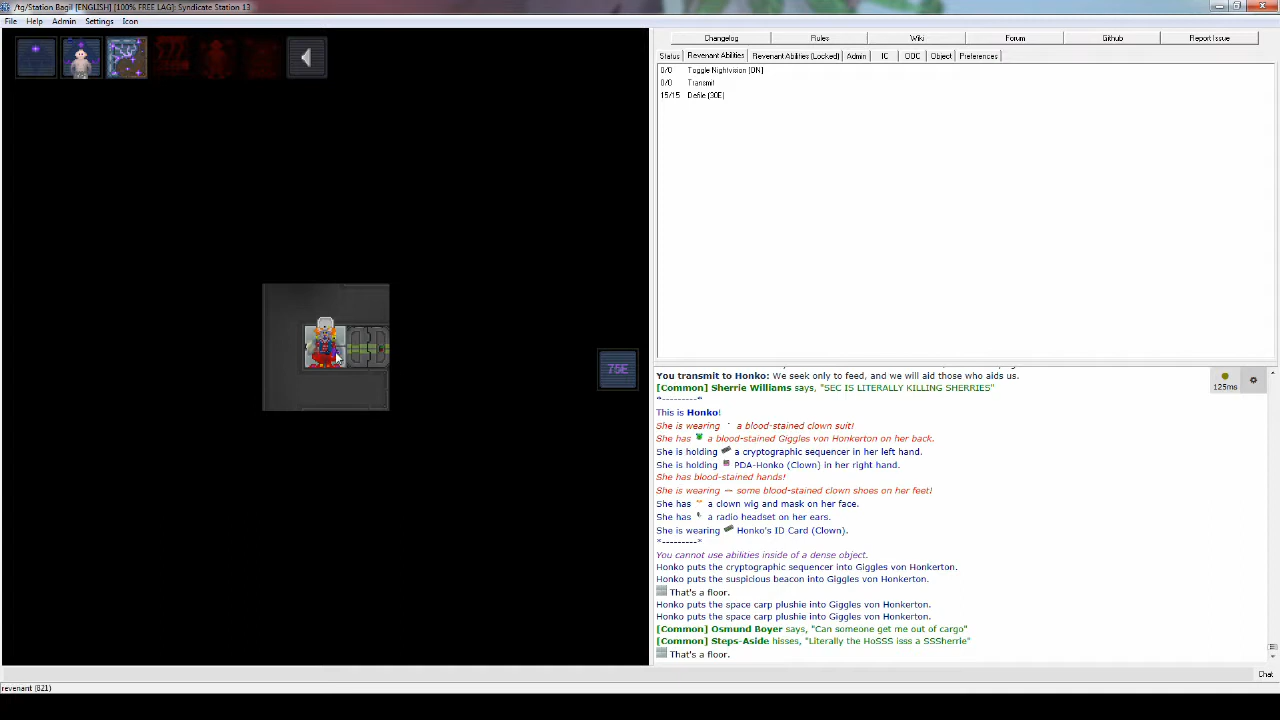 /tg/Station Bagil [ENGLISH] [100% FREE LAG] Syndicate Station 13
File Help Admin Settings Icon
Changelog Rules Wiki Forum Github Report Issue
Status Revenant Abilities Revenant Abilities (Locked) Admin IC OOC Object Preferences
0/0 Toggle Nightvision [ON]
0/0 Transmit
15/15 Defile (30E)
75E
You transmit to Honko: We seek only to feed, and we will aid those who aids us.
[Common] Sherrie Williams says, "SEC IS LITERALLY KILLING SHERRIES"
*---------*
This is Honko!
She is wearing a blood-stained clown suit!
She has a blood-stained Giggles von Honkerton on her back.
She is holding a cryptographic sequencer in her left hand.
She is holding PDA-Honko (Clown) in her right hand.
She has blood-stained hands!
She is wearing some blood-stained clown shoes on her feet!
She has a clown wig and mask on her face.
She has a radio headset on her ears.
She is wearing Honko's ID Card (Clown).
*---------*
You cannot use abilities inside of a dense object.
Honko puts the cryptographic sequencer into Giggles von Honkerton.
Honko puts the suspicious beacon into Giggles von Honkerton.
That's a floor.
Honko puts the space carp plushie into Giggles von Honkerton.
Honko puts the space carp plushie into Giggles von Honkerton.
[Common] Osmund Boyer says, "Can someone get me out of cargo"
[Common] Steps-Aside hisses, "Literally the HoSSS isss a SSSherrie"
That's a floor.
125ms
Chat
revenant (821)